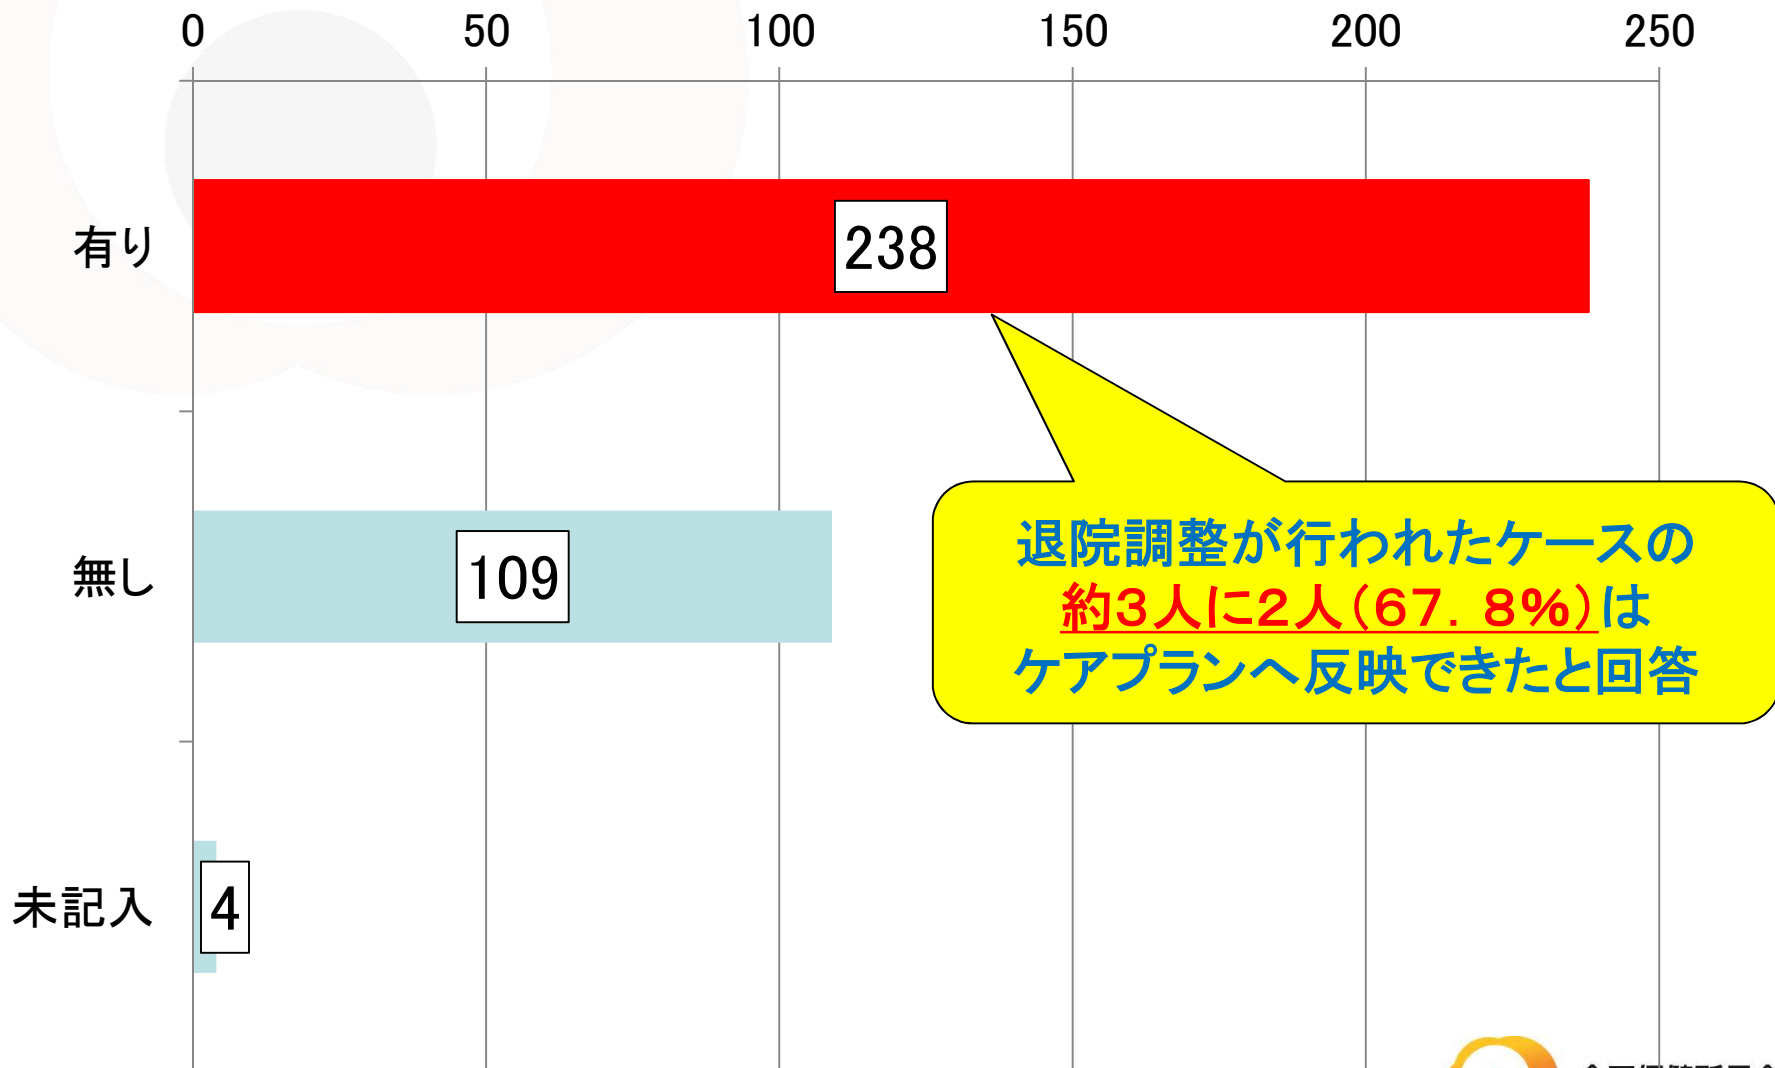 0 50 100 150 200 250
有り
238
無し
109
退院調整が行われたケースの
約3人に2人（67．8%）は
ケアプランへ反映できたと回答
未記入
4